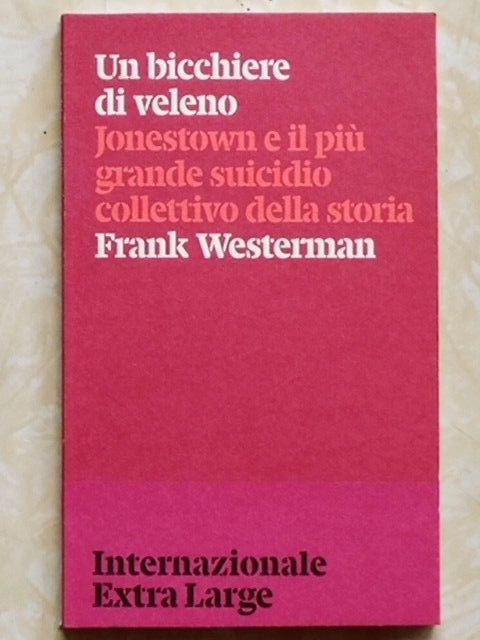 Un bicchiere
di veleno
Jonestown e il più
grande suicidio
collettivo della storia
Frank Westerman
Internazionale
Extra Large